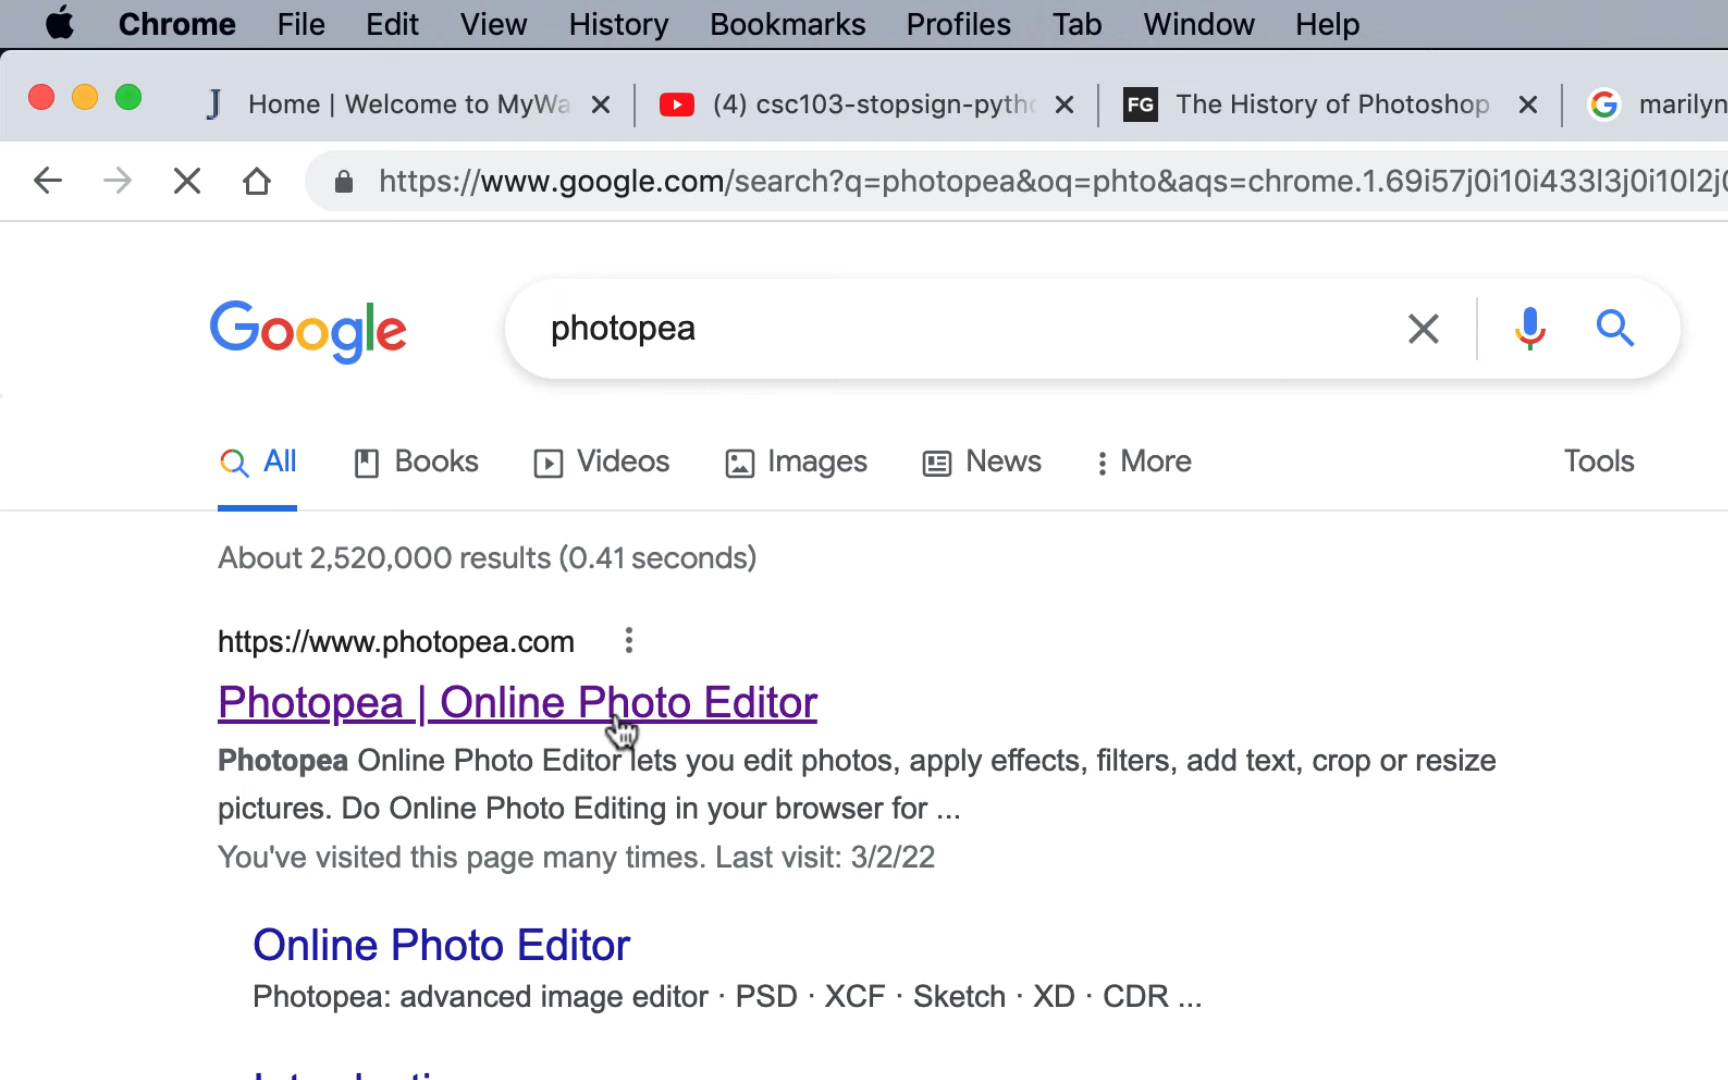 Chrome File Edit View History Bookmarks Profiles Tab Window Help
J Home | Welcome to MyWa (4) csc103-stopsign-pytho FG The History of Photoshop G marilyn
https://www.google.com/search?q=photopea&oq=phto&aqs=chrome.1.69i57j0i10i433l3j0i10l2j0
Google photopea
All Books Videos Images News More Tools
About 2,520,000 results (0.41 seconds)
https://www.photopea.com
Photopea | Online Photo Editor
Photopea Online Photo Editor lets you edit photos, apply effects, filters, add text, crop or resize
pictures. Do Online Photo Editing in your browser for ...
You've visited this page many times. Last visit: 3/2/22
Online Photo Editor
Photopea: advanced image editor · PSD · XCF · Sketch · XD · CDR ...